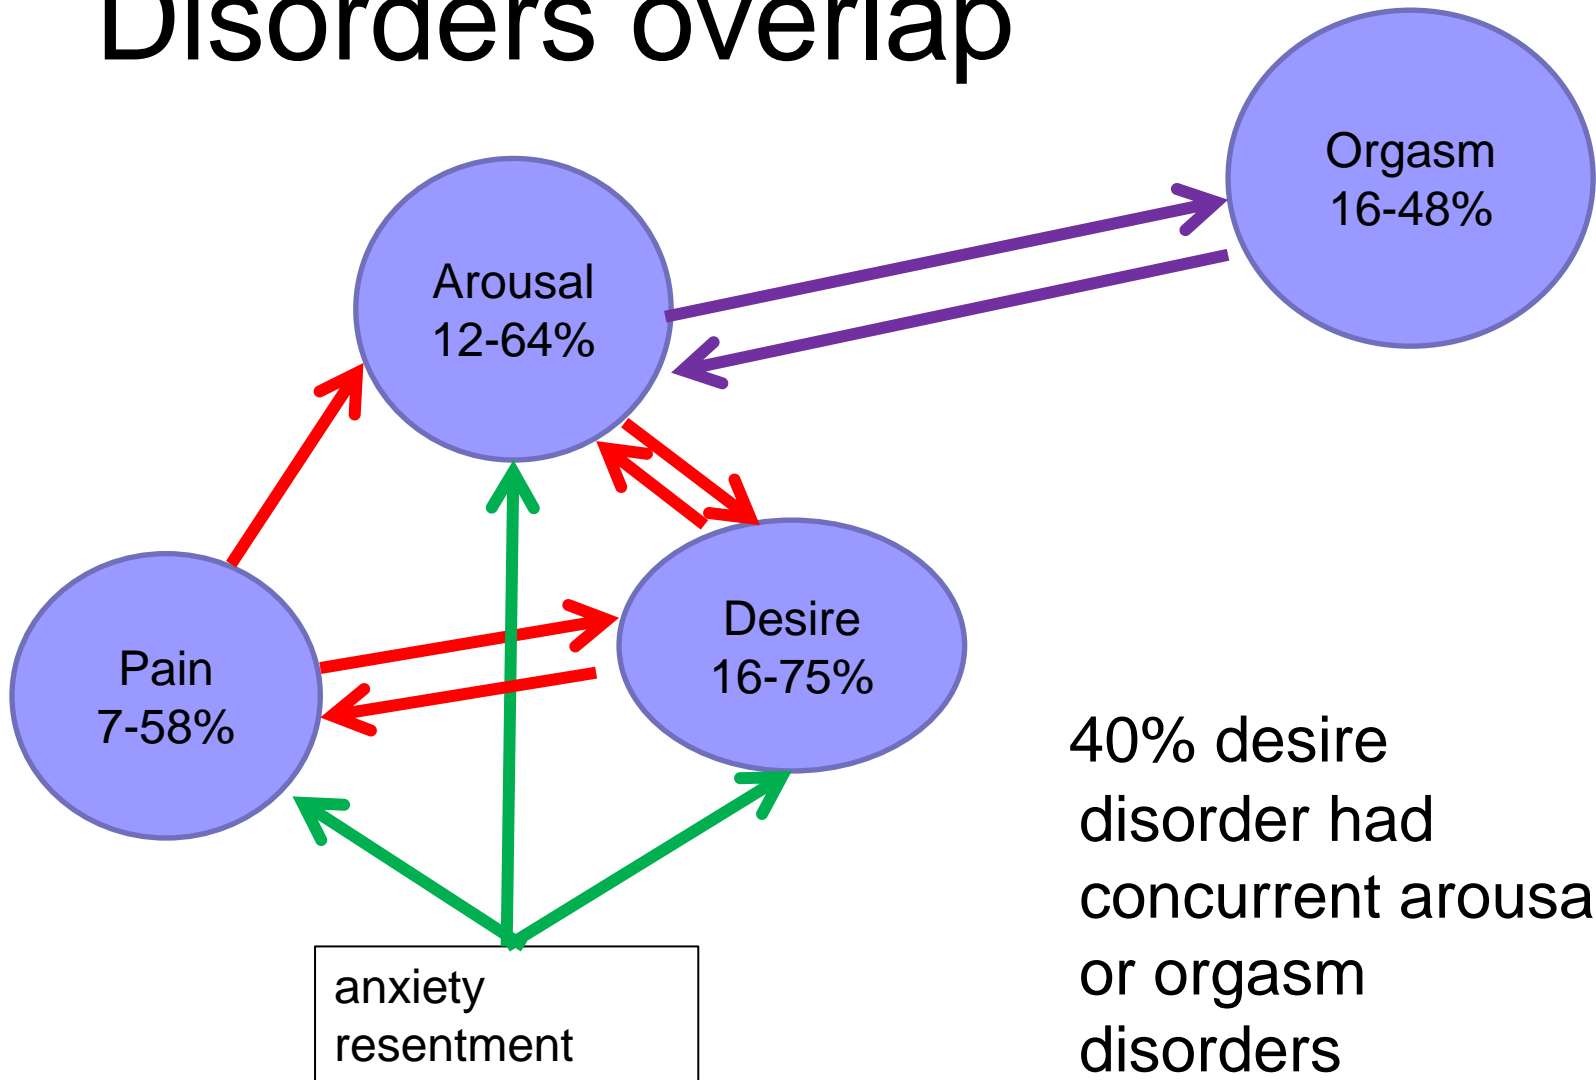 Disorders overlap
Orgasm
16-48%
Arousal
12-64%
Desire
16-75%
Pain
7-58%
40% desire
disorder had
concurrent arousa
or orgasm
disorders
anxiety
resentment